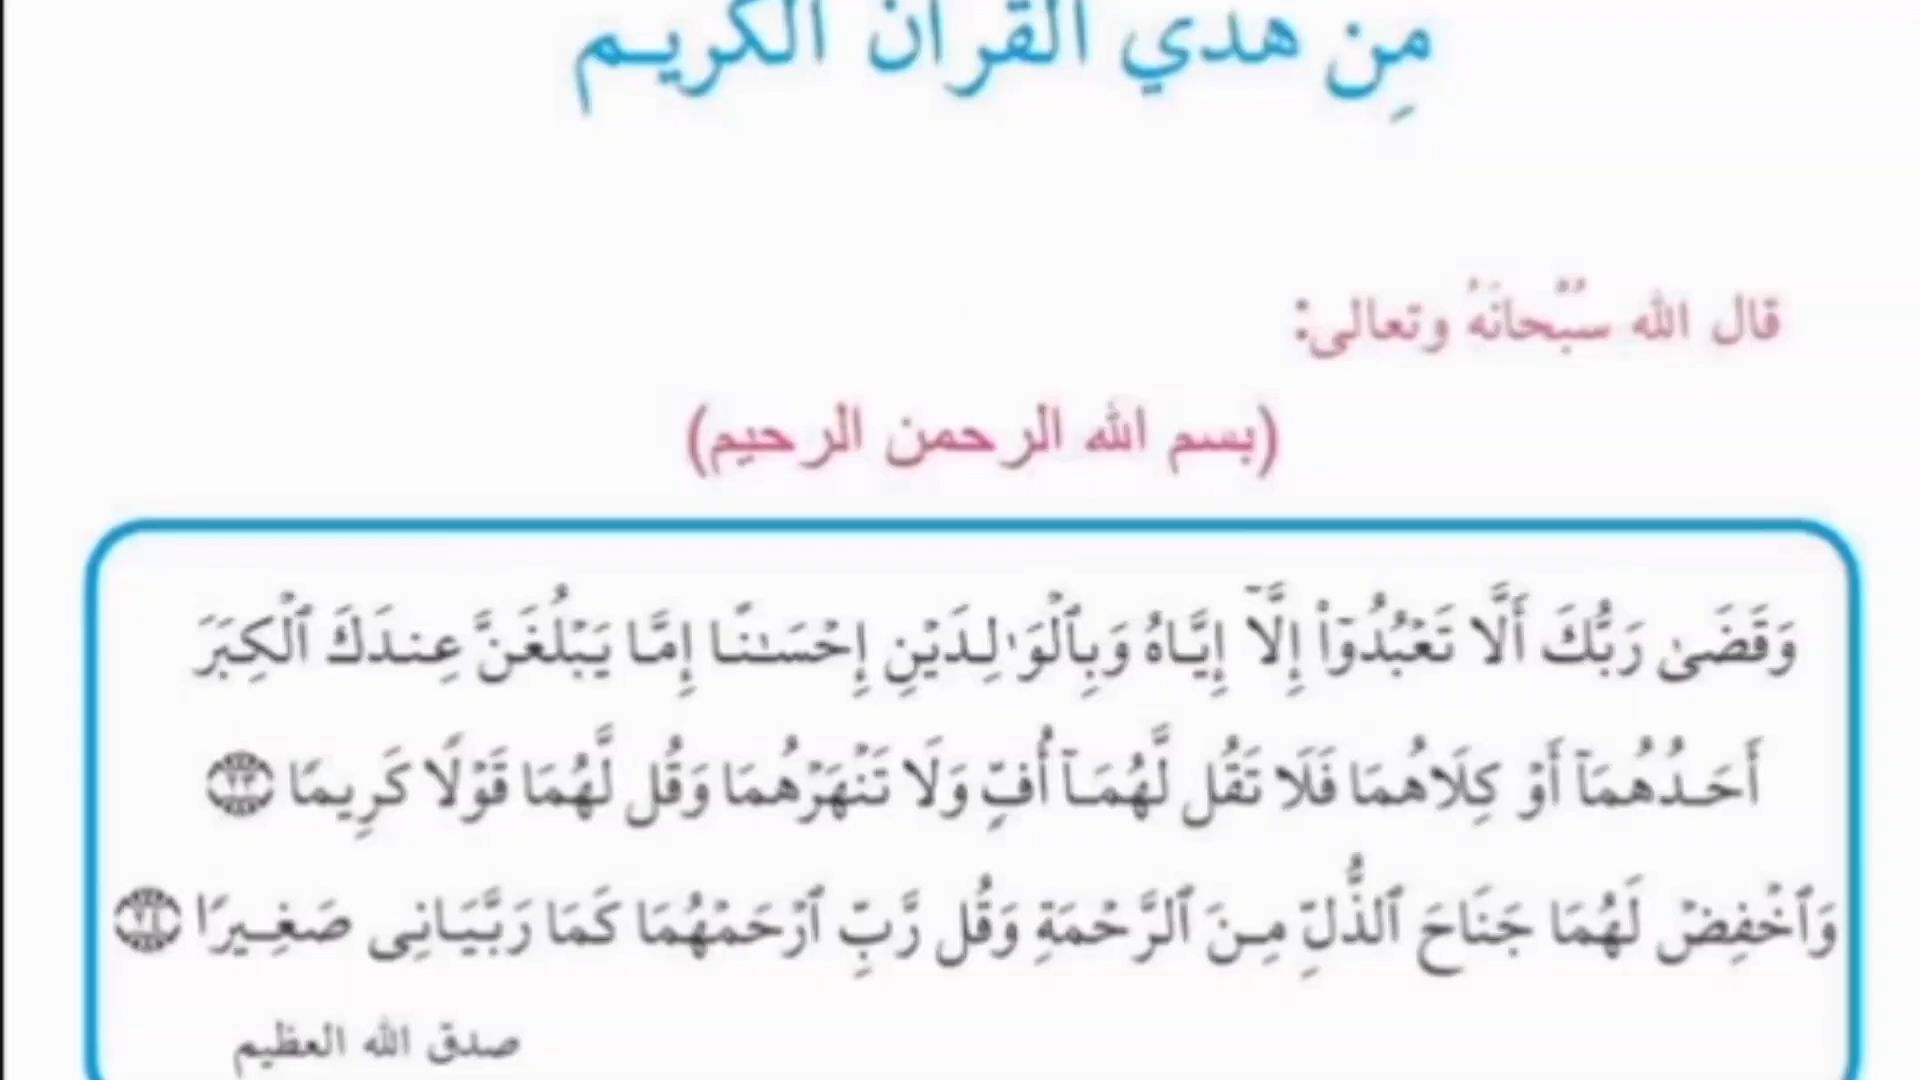 مِن هدي القرآن الكريم
قال الله سُبْحانَهُ وتعالى:
(بسم الله الرحمن الرحيم)
وَقَضَىٰ رَبُّكَ أَلَّا تَعْبُدُوٓا۟ إِلَّآ إِيَّاهُ وَبِٱلْوَٰلِدَيْنِ إِحْسَـٰنًا إِمَّا يَبْلُغَنَّ عِندَكَ ٱلْكِبَرَ
أَحَدُهُمَآ أَوْ كِلَاهُمَا فَلَا تَقُل لَّهُمَآ أُفٍّ وَلَا تَنْهَرْهُمَا وَقُل لَّهُمَا قَوْلًا كَرِيمًا ٢٣
وَٱخْفِضْ لَهُمَا جَنَاحَ ٱلذُّلِّ مِنَ ٱلرَّحْمَةِ وَقُل رَّبِّ ٱرْحَمْهُمَا كَمَا رَبَّيَانِى صَغِيرًا ٢٤
صدق الله العظيم